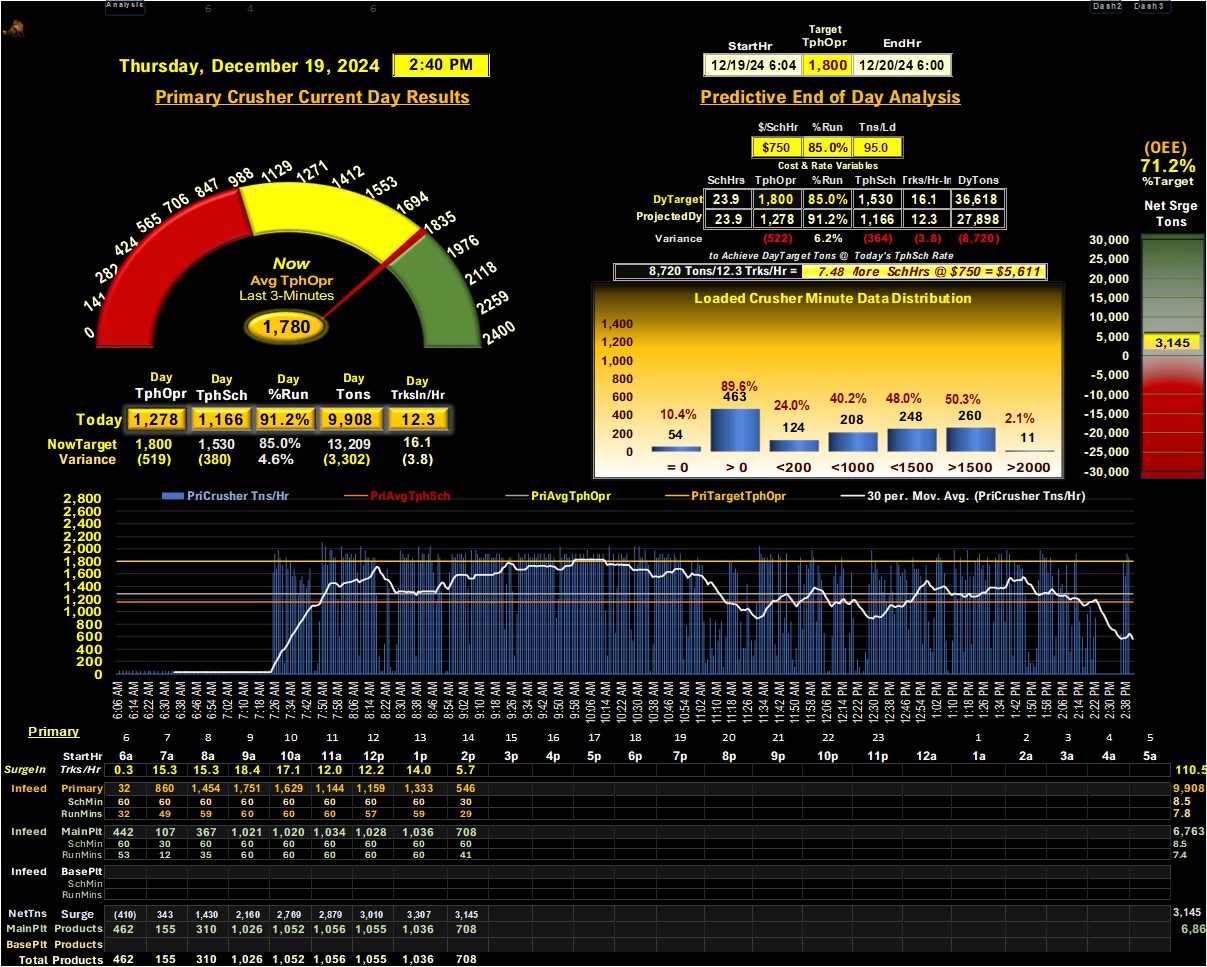 Analysis 6 4 6 Dash2 Dash3
Target
StartHr TphOpr EndHr
Thursday, December 19, 2024 2:40 PM 12/19/24 6:04 1,800 12/20/24 6:00
Primary Crusher Current Day Results
Predictive End of Day Analysis
$/SchHr %Run Tns/Ld
$750 85.0% 95.0
Cost & Rate Variables
SchHrs TphOpr %Run TphSch Trks/Hr-In DyTons
DyTarget 23.9 1,800 85.0% 1,530 16.1 36,618
ProjectedDy 23.9 1,278 91.2% 1,166 12.3 27,898
Variance (522) 6.2% (364) (3.8) (8,720)
to Achieve DayTarget Tons @ Today's TphSch Rate
8,720 Tons/12.3 Trks/Hr = 7.48 More SchHrs @ $750 = $5,611
(OEE)
71.2%
%Target
Net Srge
Tons
30,000
25,000
20,000
15,000
10,000
5,000
3,145
0
-5,000
-10,000
-15,000
-20,000
-25,000
-30,000
0 141 282 424 565 706 847 988 1129 1271 1412 1553 1694 1835 1976 2118 2259 2400
Now
Avg TphOpr
Last 3-Minutes
1,780
Day Day Day Day Day
TphOpr TphSch %Run Tons TrksIn/Hr
Today 1,278 1,166 91.2% 9,908 12.3
NowTarget 1,800 1,530 85.0% 13,209 16.1
Variance (519) (380) 4.6% (3,302) (3.8)
Loaded Crusher Minute Data Distribution
1,400
1,200
1,000
800
600
400
200
0
10.4% 89.6% 24.0% 40.2% 48.0% 50.3% 2.1%
54 463 124 208 248 260 11
= 0 > 0 <200 <1000 <1500 >1500 >2000
PriCrusher Tns/Hr PriAvgTphSch PriAvgTphOpr PriTargetTphOpr 30 per. Mov. Avg. (PriCrusher Tns/Hr)
2,800
2,600
2,400
2,200
2,000
1,800
1,600
1,400
1,200
1,000
800
600
400
200
0
6:06 AM 6:14 AM 6:22 AM 6:30 AM 6:38 AM 6:46 AM 6:54 AM 7:02 AM 7:10 AM 7:18 AM 7:26 AM 7:34 AM 7:42 AM 7:50 AM 7:58 AM 8:06 AM 8:14 AM 8:22 AM 8:30 AM 8:38 AM 8:46 AM 8:54 AM 9:02 AM 9:10 AM 9:18 AM 9:26 AM 9:34 AM 9:42 AM 9:50 AM 9:58 AM 10:06 AM 10:14 AM 10:22 AM 10:30 AM 10:38 AM 10:46 AM 10:54 AM 11:02 AM 11:10 AM 11:18 AM 11:26 AM 11:34 AM 11:42 AM 11:50 AM 11:58 AM 12:06 PM 12:14 PM 12:22 PM 12:30 PM 12:38 PM 12:46 PM 12:54 PM 1:02 PM 1:10 PM 1:18 PM 1:26 PM 1:34 PM 1:42 PM 1:50 PM 1:58 PM 2:06 PM 2:14 PM 2:22 PM 2:30 PM 2:38 PM
Primary 6 7 8 9 10 11 12 13 14 15 16 17 18 19 20 21 22 23 1 2 3 4 5
StartHr 6a 7a 8a 9a 10a 11a 12p 1p 2p 3p 4p 5p 6p 7p 8p 9p 10p 11p 12a 1a 2a 3a 4a 5a
SurgeIn Trks/Hr 0.3 15.3 15.3 18.4 17.1 12.0 12.2 14.0 5.7 110.5
Infeed Primary 32 860 1,454 1,751 1,629 1,144 1,159 1,333 546 9,908
SchMin 60 60 60 60 60 60 60 60 30 8.5
RunMins 32 49 59 60 60 60 57 59 29 7.8
Infeed MainPlt 442 107 367 1,021 1,020 1,034 1,028 1,036 708 6,763
SchMin 60 30 60 60 60 60 60 60 60 8.5
RunMins 53 12 35 60 60 60 60 60 41 7.4
Infeed BasePlt
SchMin
RunMins
NetTns Surge (410) 343 1,430 2,160 2,769 2,879 3,010 3,307 3,145 3,145
MainPlt Products 462 155 310 1,026 1,052 1,056 1,055 1,036 708 6,86
BasePlt Products
Total Products 462 155 310 1,026 1,052 1,056 1,055 1,036 708